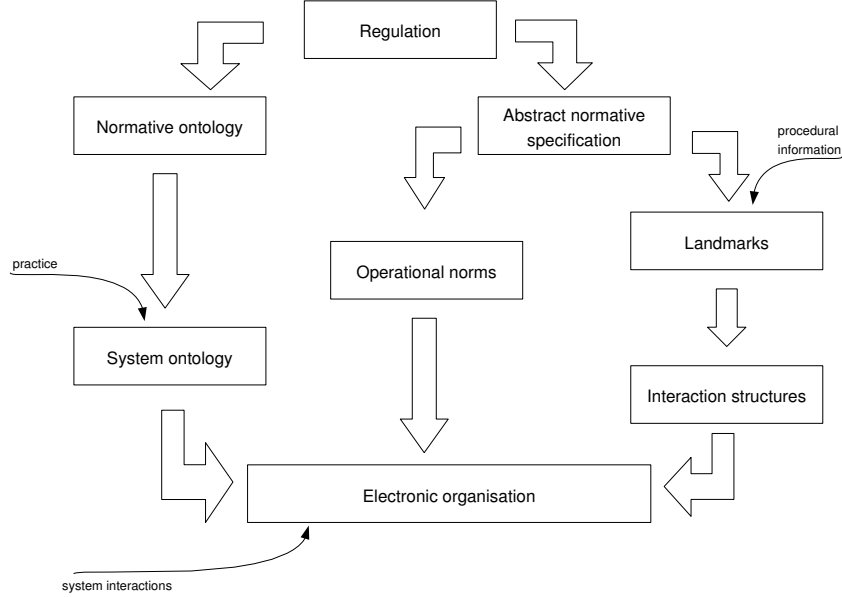 Regulation
Normative ontology
Abstract normative
specification
procedural
information
Landmarks
Operational norms
practice
System ontology
Interaction structures
Electronic organisation
system interactions